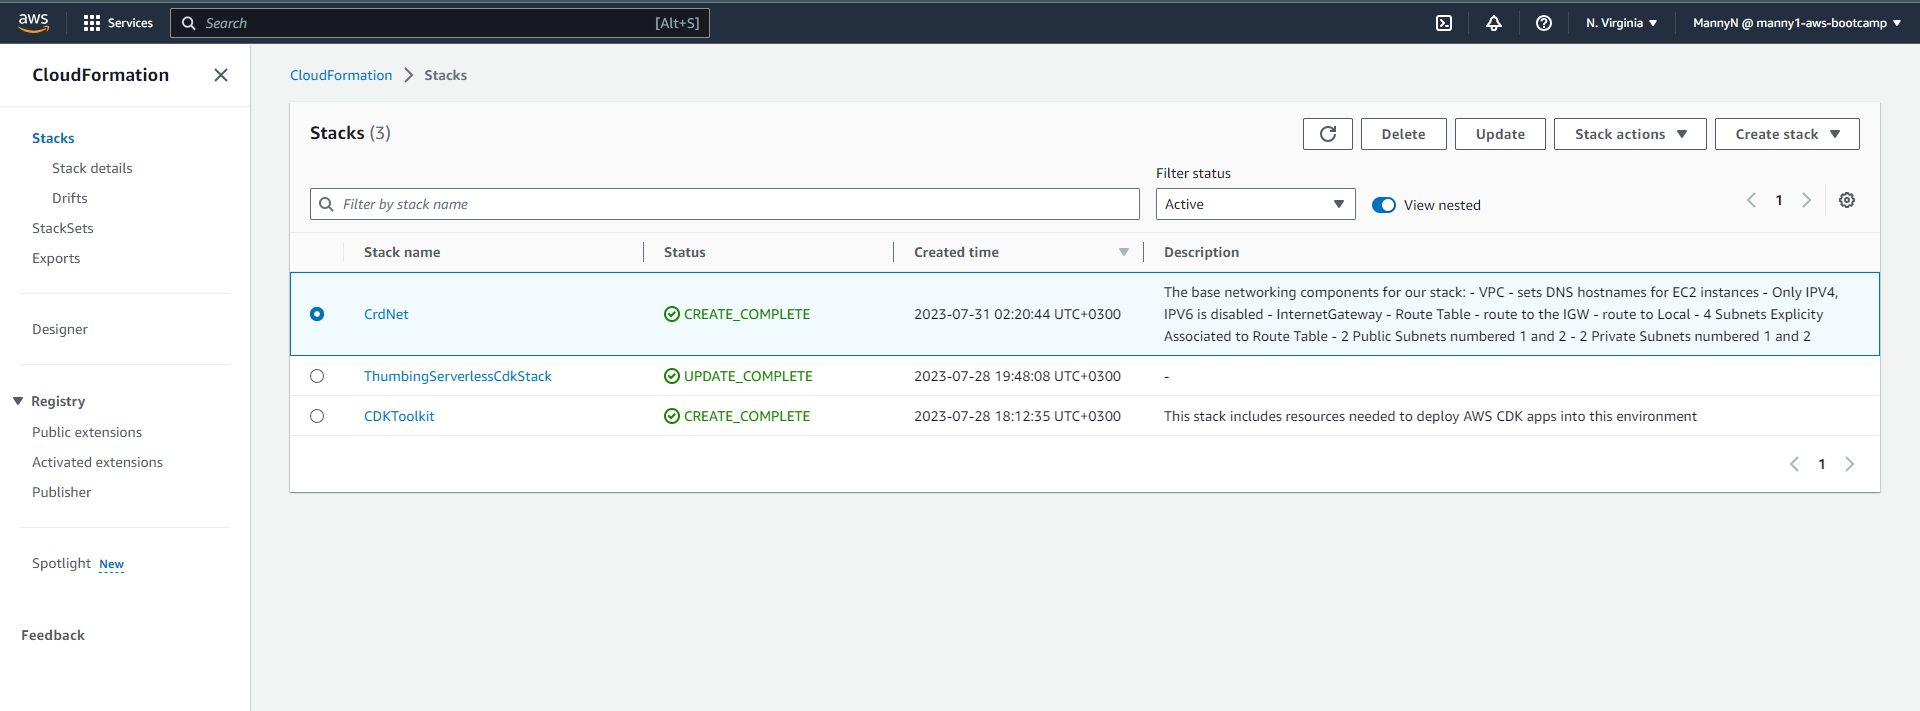 aws
Services
Search
[Alt+S]
N. Virginia
MannyN @ manny1-aws-bootcamp
CloudFormation
Stacks
Stack details
Drifts
StackSets
Exports
Designer
Registry
Public extensions
Activated extensions
Publisher
Spotlight New
Feedback
CloudFormation > Stacks
Stacks (3)
Delete
Update
Stack actions
Create stack
Filter status
Filter by stack name
Active
View nested
1
Stack name Status Created time Description
CrdNet CREATE_COMPLETE 2023-07-31 02:20:44 UTC+0300
The base networking components for our stack: - VPC - sets DNS hostnames for EC2 instances - Only IPV4,
IPV6 is disabled - InternetGateway - Route Table - route to the IGW - route to Local - 4 Subnets Explicity
Associated to Route Table - 2 Public Subnets numbered 1 and 2 - 2 Private Subnets numbered 1 and 2
ThumbingServerlessCdkStack UPDATE_COMPLETE 2023-07-28 19:48:08 UTC+0300 -
CDKToolkit CREATE_COMPLETE 2023-07-28 18:12:35 UTC+0300 This stack includes resources needed to deploy AWS CDK apps into this environment
1